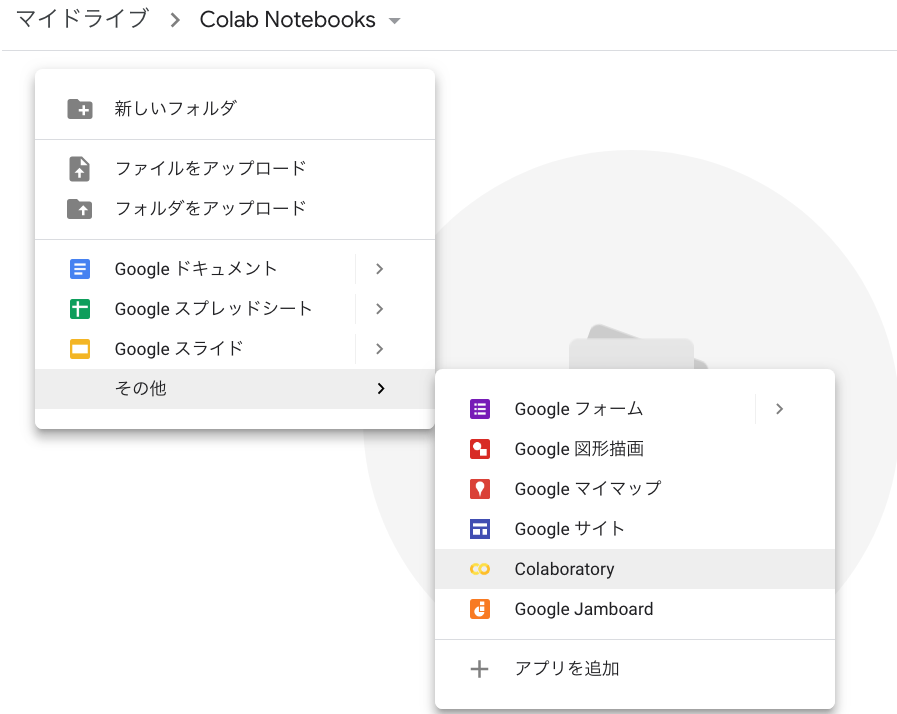 マイドライブ > Colab Notebooks
新しいフォルダ
ファイルをアップロード
フォルダをアップロード
Google ドキュメント
Google スプレッドシート
Google スライド
その他
Google フォーム
Google 図形描画
Google マイマップ
Google サイト
Colaboratory
Google Jamboard
アプリを追加